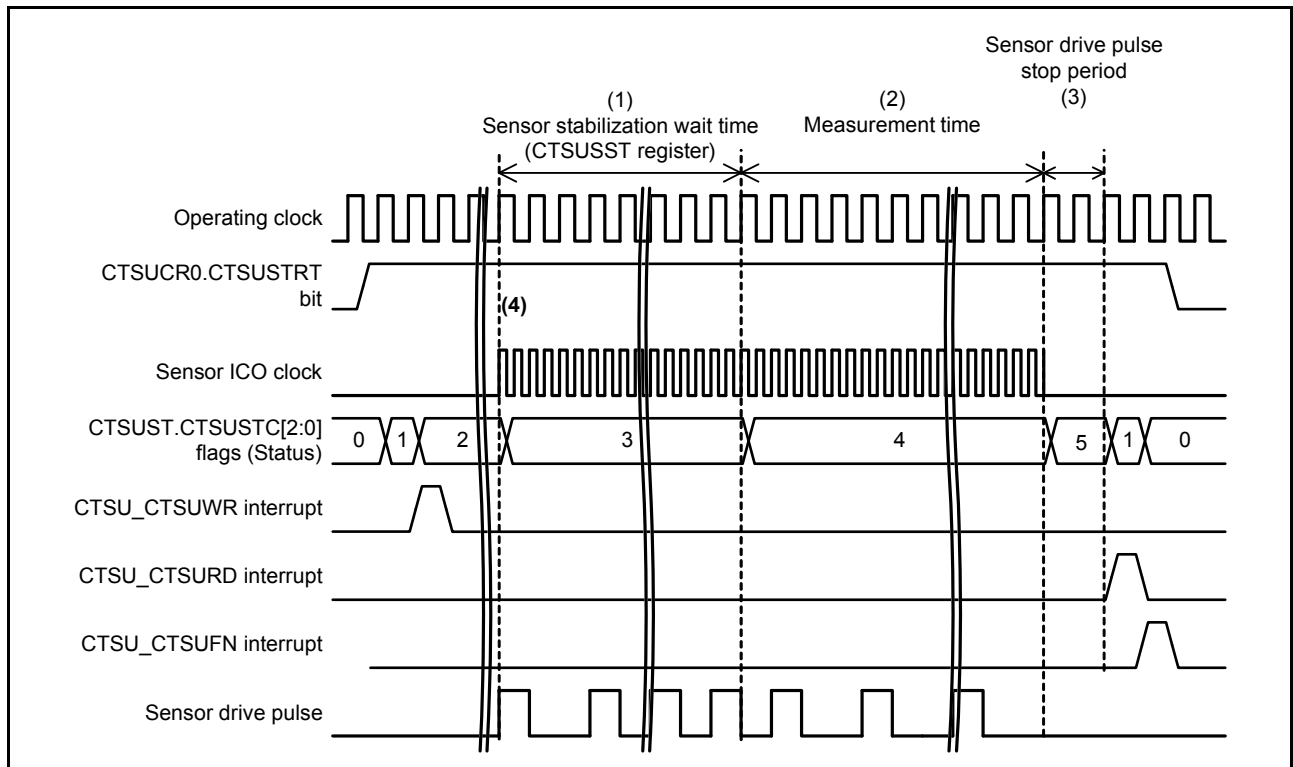 Sensor drive pulse
stop period
(3)
(1)
Sensor stabilization wait time
(CTSUSST register)
(2)
Measurement time
Operating clock
CTSUCR0.CTSUSTRT
bit
(4)
Sensor ICO clock
CTSUST.CTSUSTC[2:0]
flags (Status)
0 1 2 3 4 5 1 0
CTSU_CTSUWR interrupt
CTSU_CTSURD interrupt
CTSU_CTSUFN interrupt
Sensor drive pulse